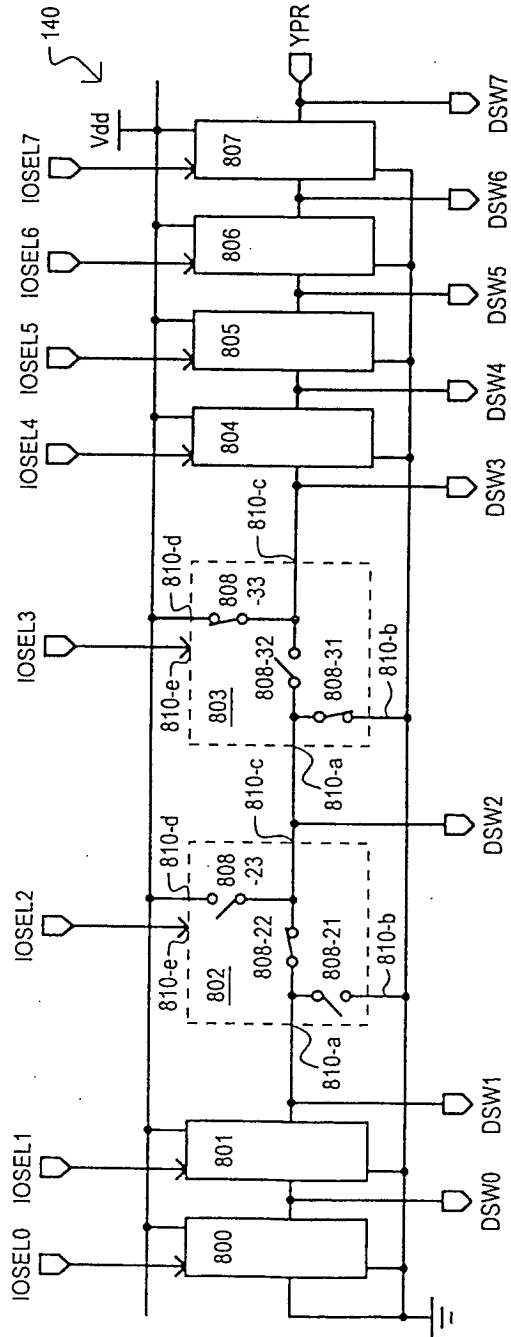 140
IOSEL0
IOSEL1
IOSEL2
IOSEL3
IOSEL4
IOSEL5
IOSEL6
IOSEL7
Vdd
810-d
810-d
810-e
810-e
800
801
802
808
-23
808-22
808-21
810-a
810-b
810-c
803
808
-33
808-32
808-31
810-a
810-b
810-c
804
805
806
807
YPR
DSW0
DSW1
DSW2
DSW3
DSW4
DSW5
DSW6
DSW7